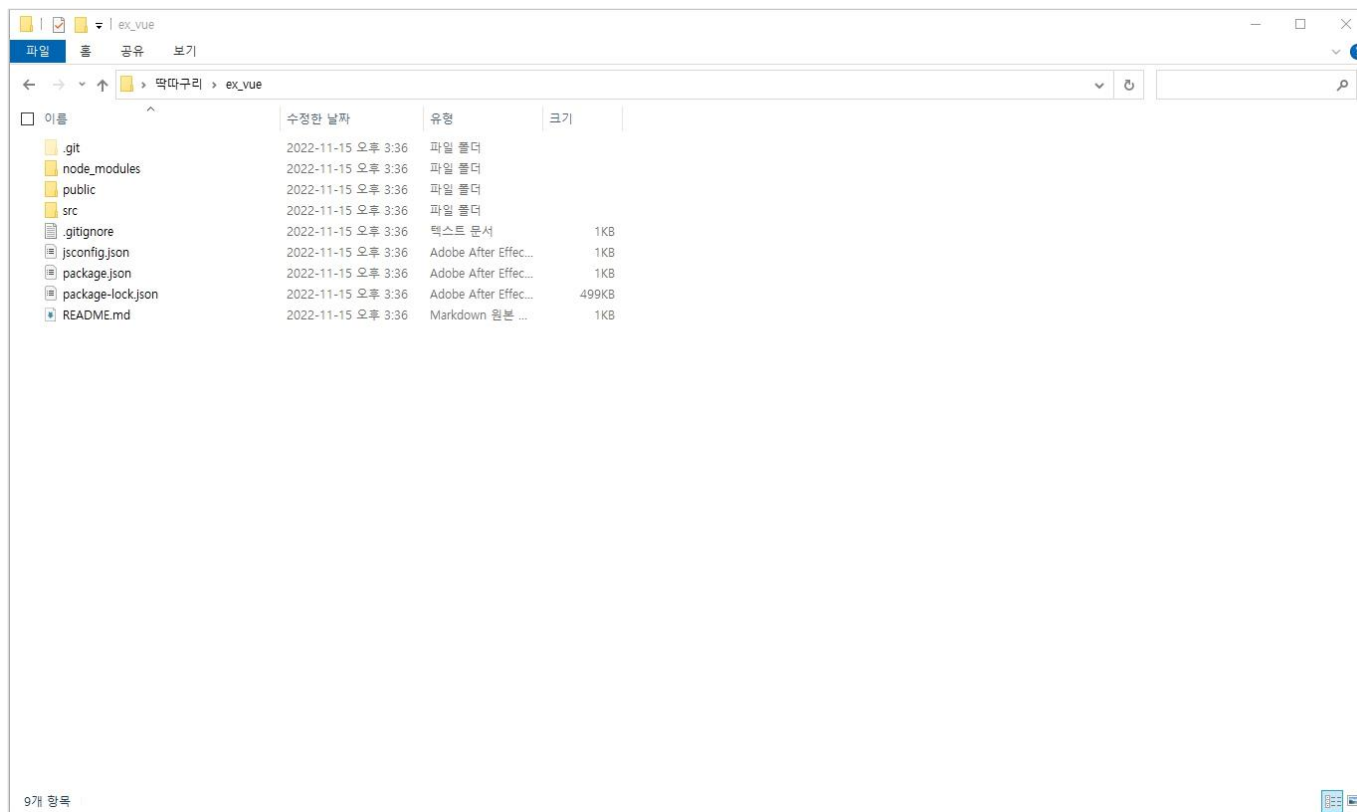 ex_vue
파일 홈 공유 보기
딱따구리 › ex_vue
이름 수정한 날짜 유형 크기
.git 2022-11-15 오후 3:36 파일 폴더
node_modules 2022-11-15 오후 3:36 파일 폴더
public 2022-11-15 오후 3:36 파일 폴더
src 2022-11-15 오후 3:36 파일 폴더
.gitignore 2022-11-15 오후 3:36 텍스트 문서 1KB
jsconfig.json 2022-11-15 오후 3:36 Adobe After Effec... 1KB
package.json 2022-11-15 오후 3:36 Adobe After Effec... 1KB
package-lock.json 2022-11-15 오후 3:36 Adobe After Effec... 499KB
README.md 2022-11-15 오후 3:36 Markdown 원본 ... 1KB
9개 항목